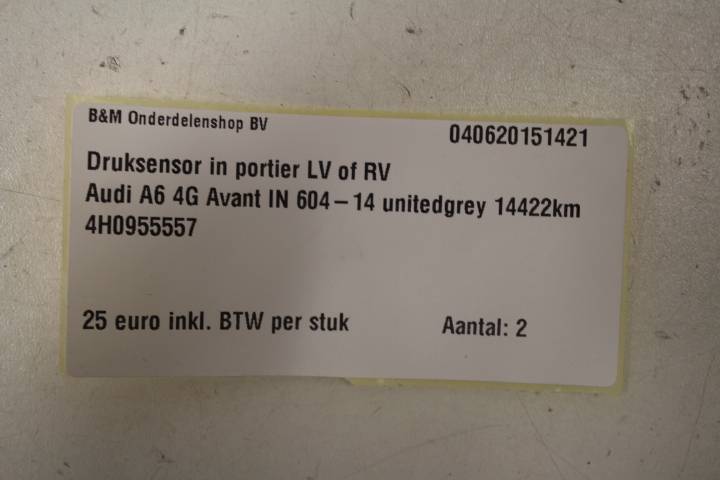 B&M Onderdelenshop BV 040620151421
Druksensor in portier LV of RV
Audi A6 4G Avant IN 604-14 unitedgrey 14422km
4H0955557
25 euro inkl. BTW per stuk Aantal: 2